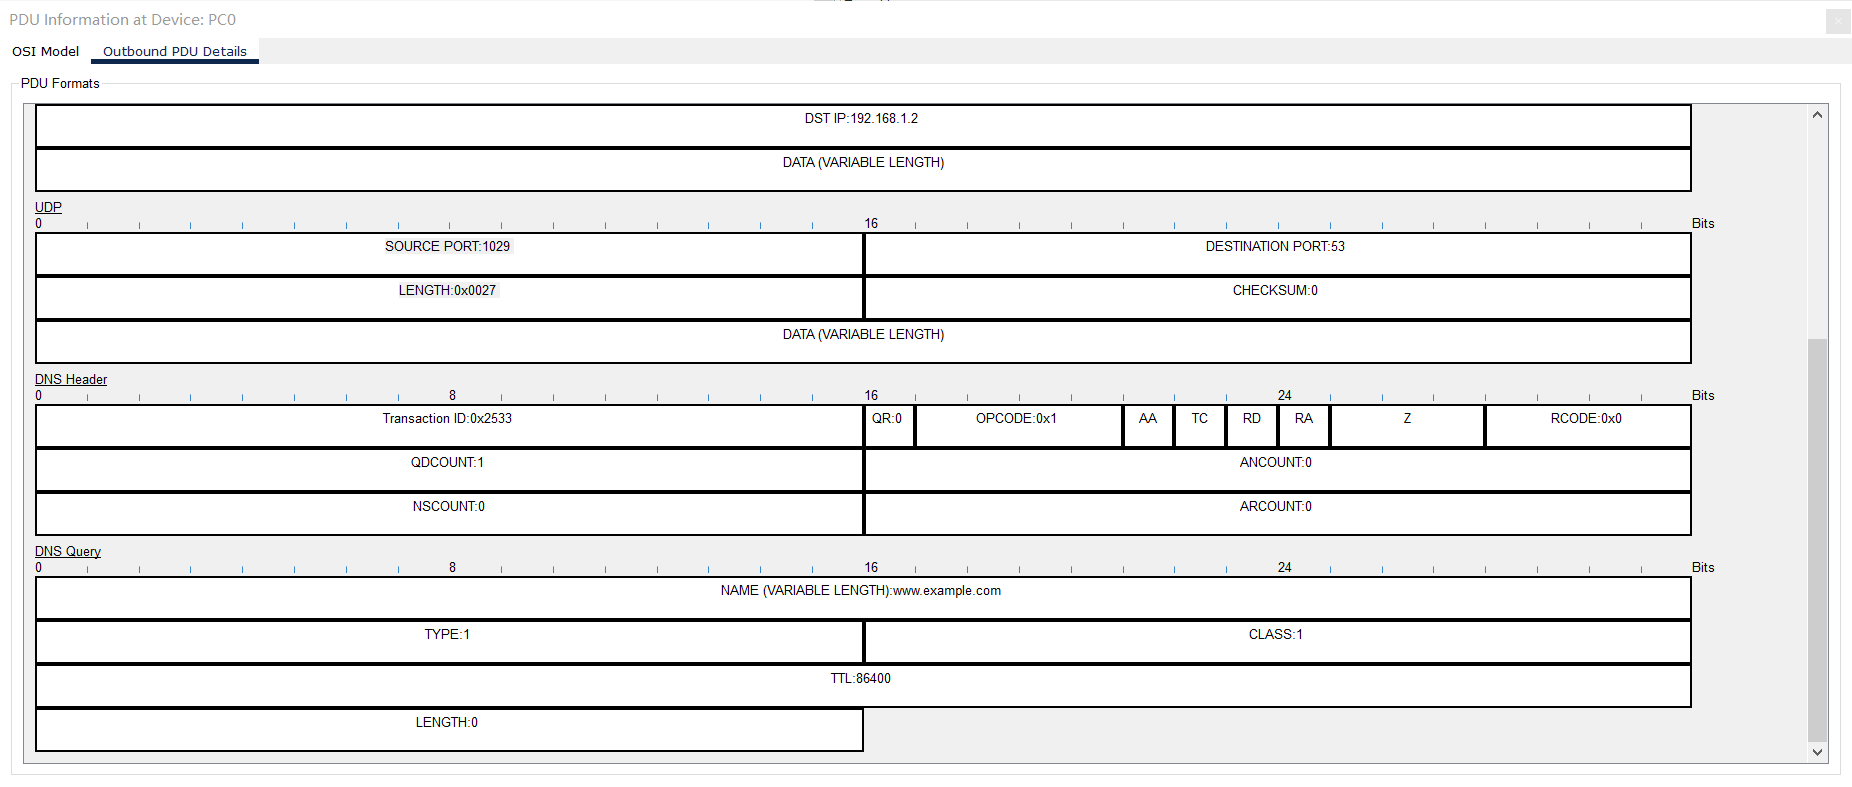 PDU Information at Device: PC0
OSI Model Outbound PDU Details
PDU Formats
DST IP:192.168.1.2
DATA (VARIABLE LENGTH)
UDP
0 16 Bits
SOURCE PORT:1029 DESTINATION PORT:53
LENGTH:0x0027 CHECKSUM:0
DATA (VARIABLE LENGTH)
DNS Header
0 8 16 24 Bits
Transaction ID:0x2533 QR:0 OPCODE:0x1 AA TC RD RA Z RCODE:0x0
QDCOUNT:1 ANCOUNT:0
NSCOUNT:0 ARCOUNT:0
DNS Query
0 8 16 24 Bits
NAME (VARIABLE LENGTH):www.example.com
TYPE:1 CLASS:1
TTL:86400
LENGTH:0